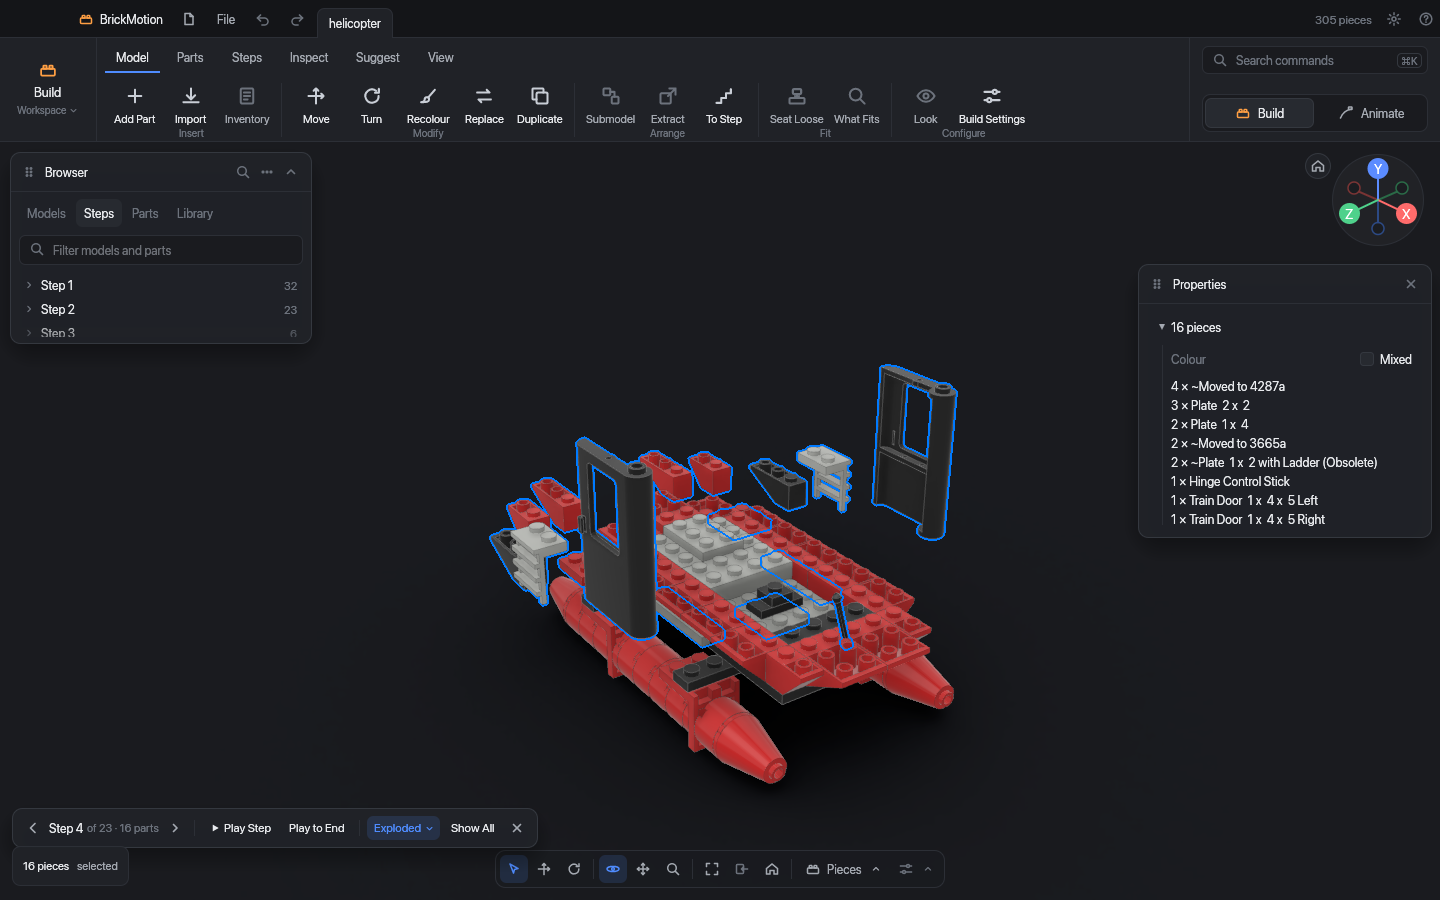 BrickMotion File helicopter 305 pieces
Build
Workspace
Model Parts Steps Inspect Suggest View
Add Part Import Inventory Move Turn Recolour Replace Duplicate Submodel Extract To Step Seat Loose What Fits Look Build Settings
Insert Modify Arrange Fit Configure
Search commands ⌘K
Build Animate
Browser
Models Steps Parts Library
Filter models and parts
Step 1 32
Step 2 23
Step 3 6
Y
Z X
Properties
16 pieces
Colour Mixed
4 × ~Moved to 4287a
3 × Plate 2 x 2
2 × Plate 1 x 4
2 × ~Moved to 3665a
2 × ~Plate 1 x 2 with Ladder (Obsolete)
1 × Hinge Control Stick
1 × Train Door 1 x 4 x 5 Left
1 × Train Door 1 x 4 x 5 Right
Step 4 of 23 · 16 parts Play Step Play to End Exploded Show All
16 pieces selected
Pieces